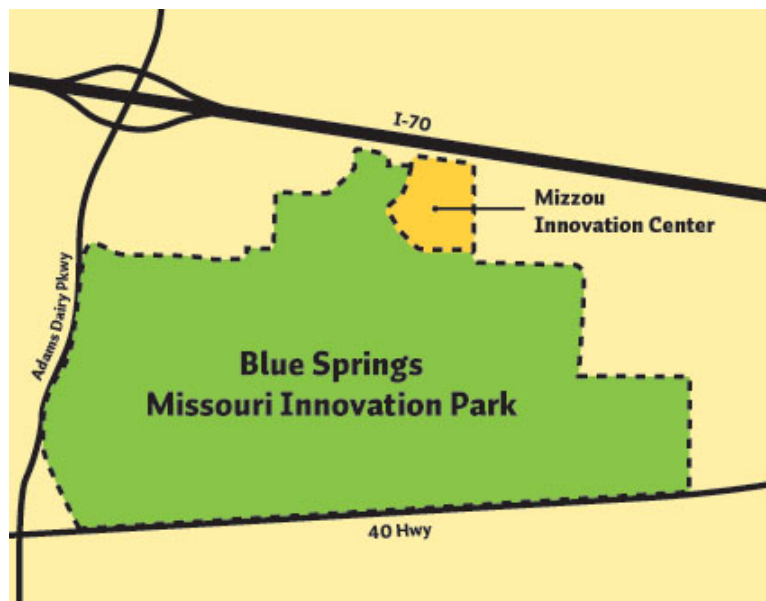 I-70
Mizzou
Innovation Center
Adams Dairy Pkwy
Blue Springs
Missouri Innovation Park
40 Hwy